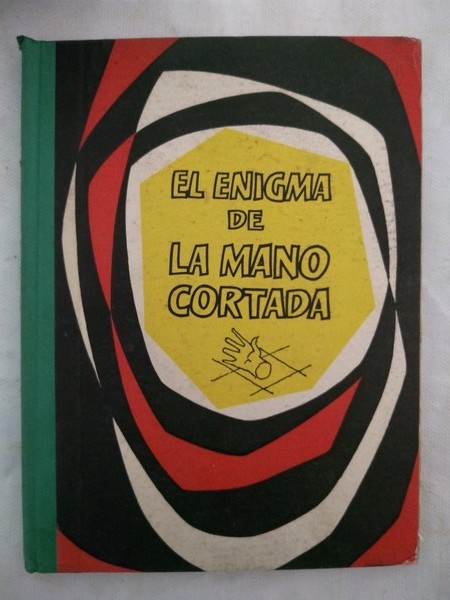 EL ENIGMA
DE
LA MANO
CORTADA